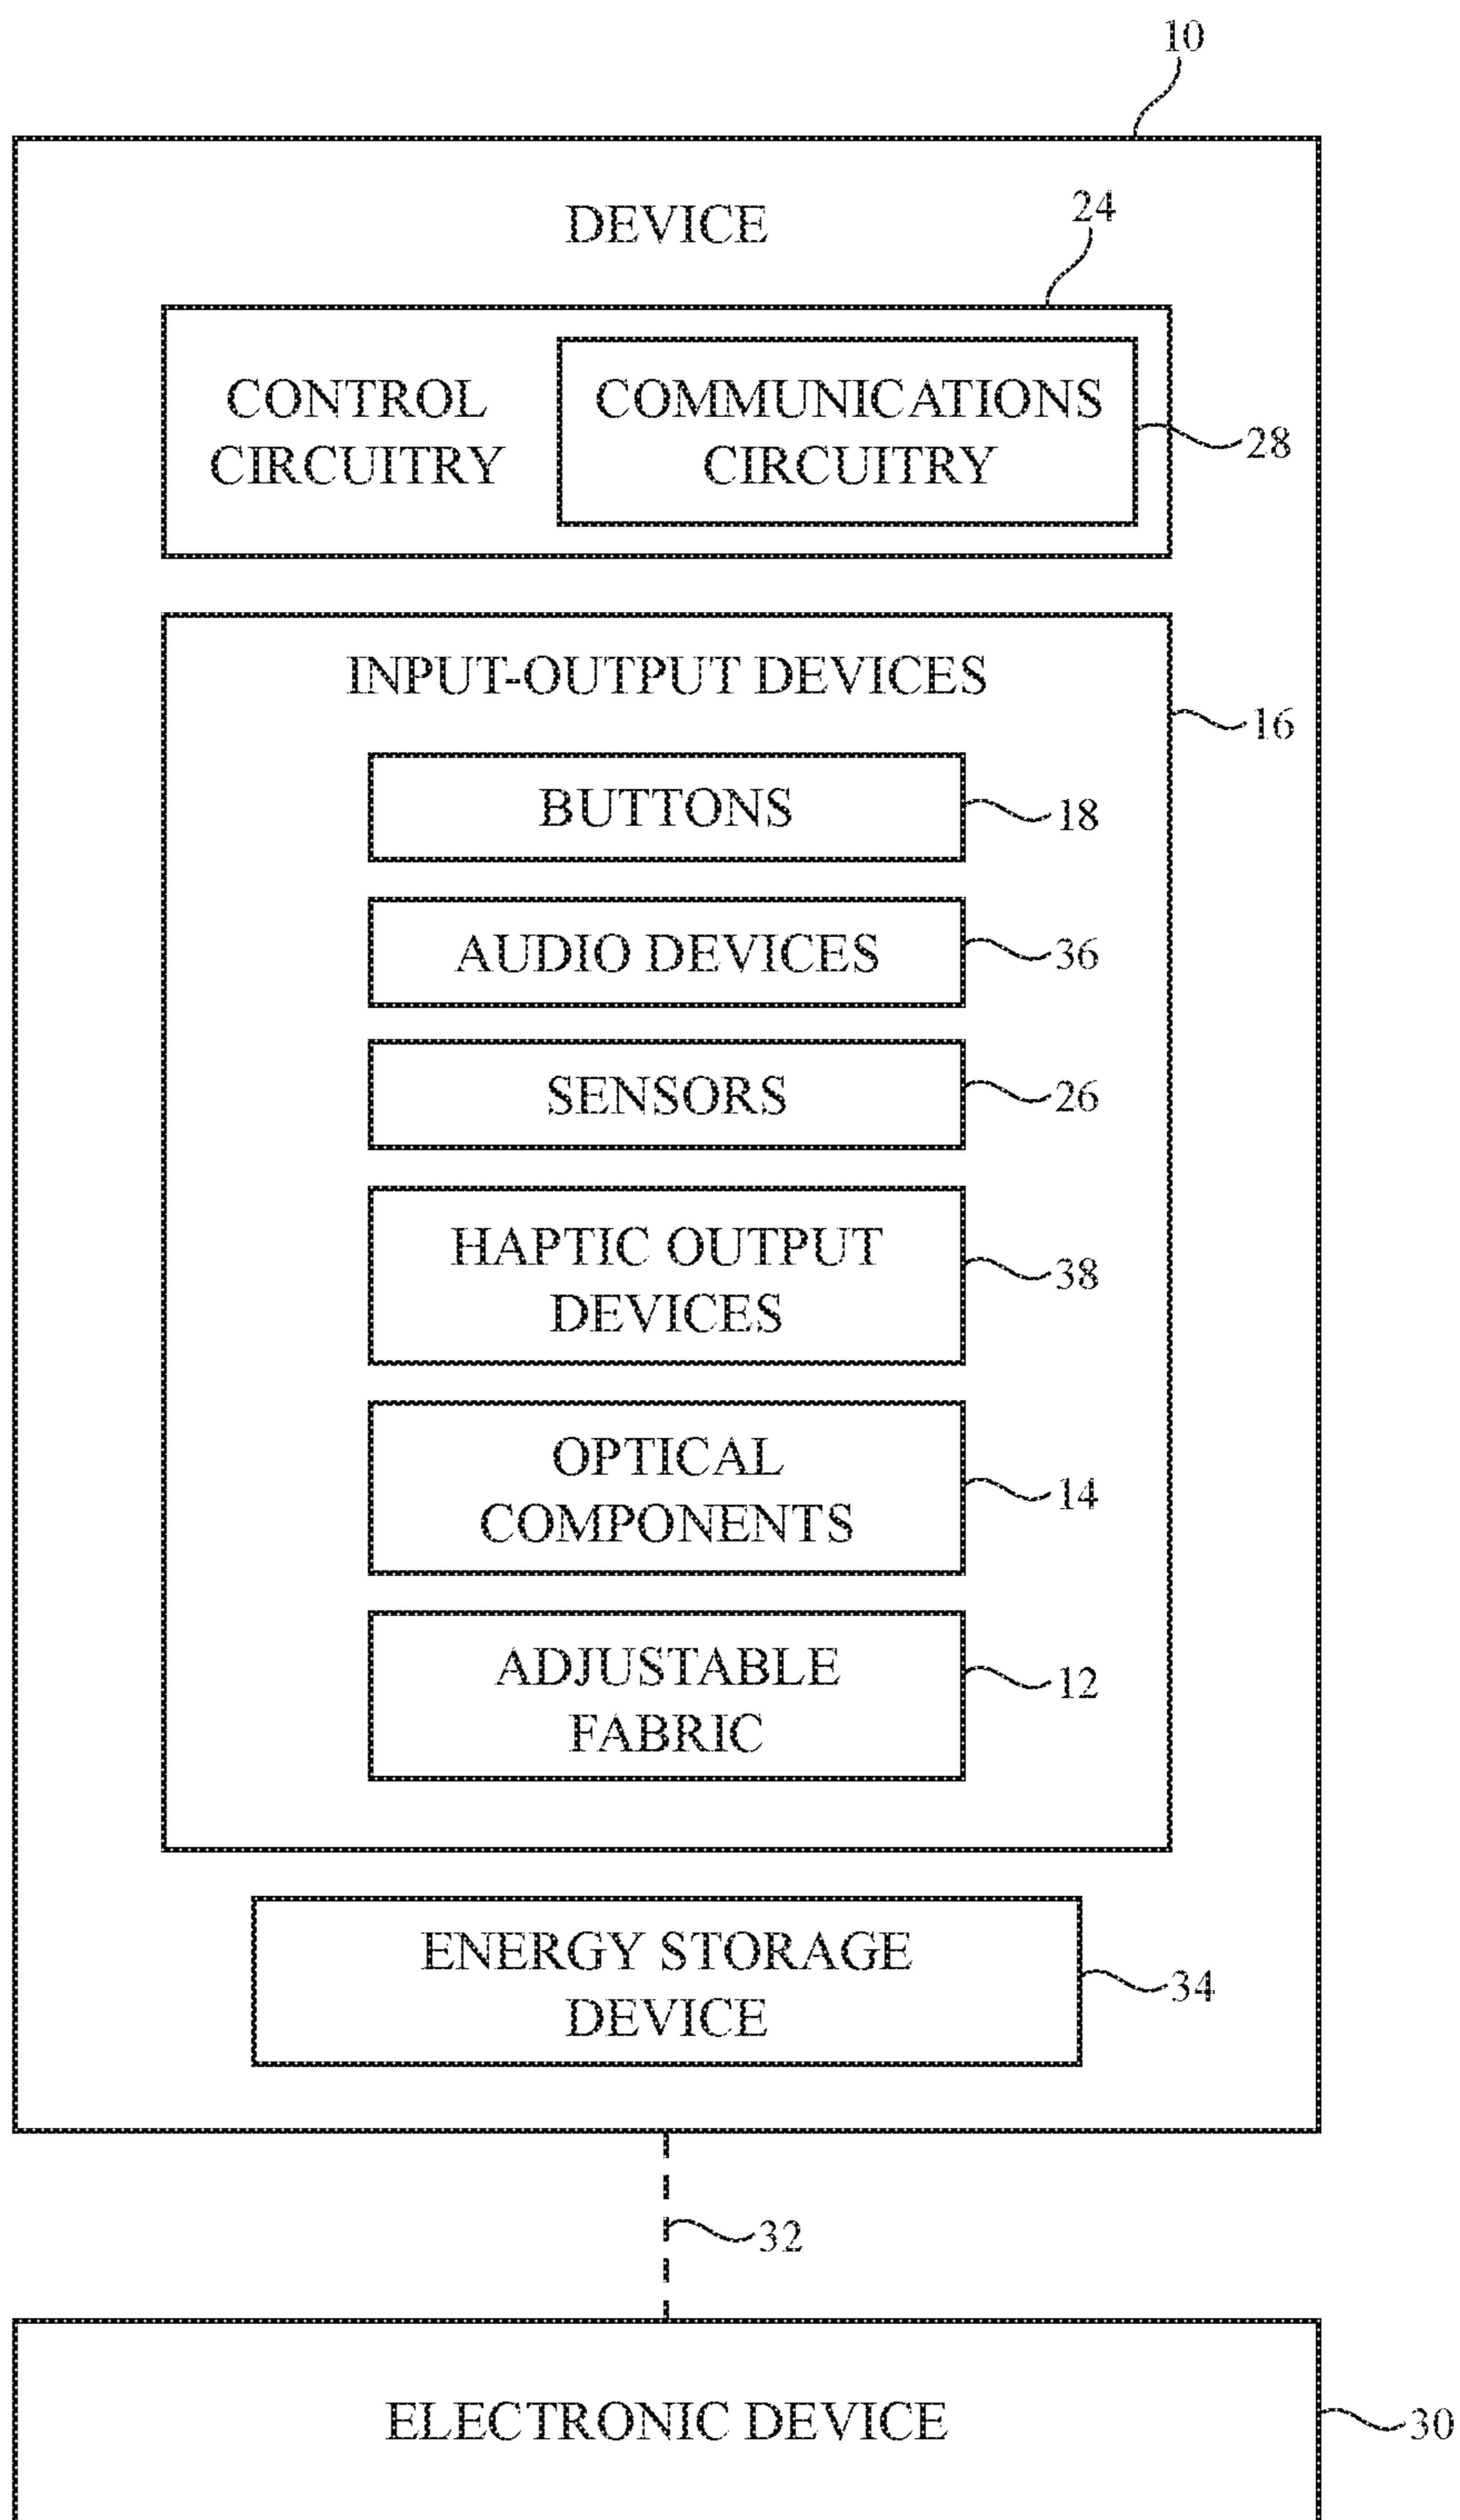 10
DEVICE
24
CONTROL
CIRCUITRY
COMMUNICATIONS
CIRCUITRY
28
INPUT-OUTPUT DEVICES
16
BUTTONS
18
AUDIO DEVICES
36
SENSORS
26
HAPTIC OUTPUT
DEVICES
38
OPTICAL
COMPONENTS
14
ADJUSTABLE
FABRIC
12
ENERGY STORAGE
DEVICE
34
32
ELECTRONIC DEVICE
30